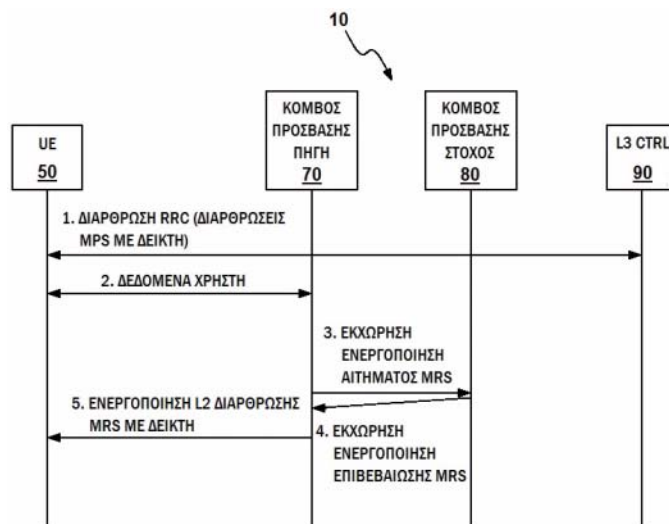 10
UE
50
ΚΟΜΒΟΣ
ΠΡΟΣΒΑΣΗΣ
ΠΗΓΗ
70
ΚΟΜΒΟΣ
ΠΡΟΣΒΑΣΗΣ
ΣΤΟΧΟΣ
80
L3 CTRL
90
1. ΔΙΑΡΘΡΩΣΗ RRC (ΔΙΑΡΘΡΩΣΕΙΣ
MPS ΜΕ ΔΕΙΚΤΗ)
2. ΔΕΔΟΜΕΝΑ ΧΡΗΣΤΗ
3. ΕΚΧΩΡΗΣΗ
ΕΝΕΡΓΟΠΟΙΗΣΗ
ΑΙΤΗΜΑΤΟΣ MRS
5. ΕΝΕΡΓΟΠΟΙΗΣΗ L2 ΔΙΑΡΘΡΩΣΗΣ
MRS ΜΕ ΔΕΙΚΤΗ
4. ΕΚΧΩΡΗΣΗ
ΕΝΕΡΓΟΠΟΙΗΣΗ
ΕΠΙΒΕΒΑΙΩΣΗΣ MRS